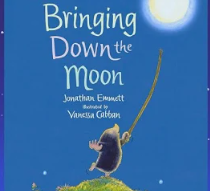 Bringing
Down the
Moon
Jonathan Emmett
illustrated by
Vanessa Cabban